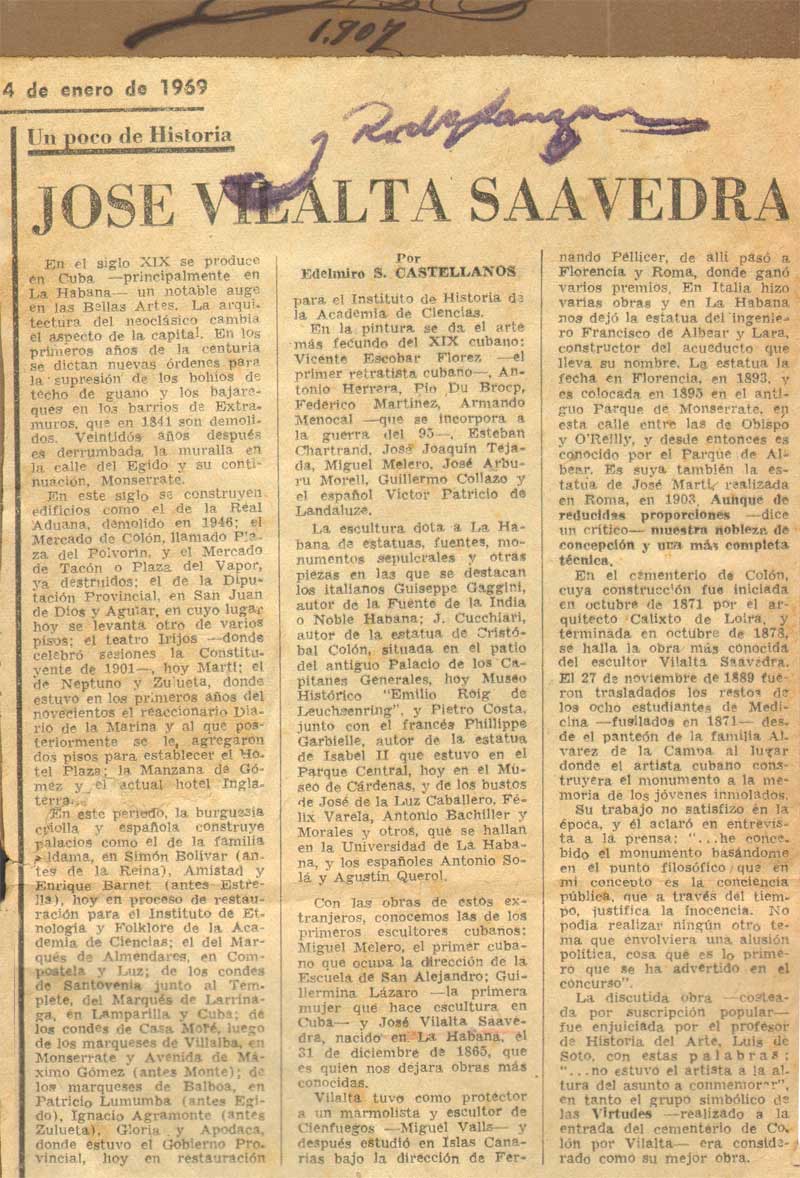 1.907
4 de enero de 1969
Un poco de Historia
JOSE VILALTA SAAVEDRA
En el siglo XIX se produce
en Cuba —principalmente en
La Habana— un notable auge
en las Bellas Artes. La arqui-
tectura del neoclásico cambia
el aspecto de la capital. En los
primeros años de la centuria
se dictan nuevas órdenes para
la supresión de los bohíos de
techo de guano y los bajare-
ques en los barrios de Extra-
muros, que en 1841 son demoli-
dos. Veintidós años después
es derrumbada la muralla en
la calle del Egido y su conti-
nuación, Monserrate.
En este siglo se construyen
edificios como el de la Real
Aduana, demolido en 1946; el
Mercado de Colón, llamado Pla-
za del Polvorín, y el Mercado
de Tacón o Plaza del Vapor,
ya destruidos; el de la Dipu-
tación Provincial, en San Juan
de Dios y Aguiar, en cuyo lugar
hoy se levanta otro de varios
pisos; el teatro Irijos —donde
celebró sesiones la Constitu-
yente de 1901—, hoy Martí; el
de Neptuno y Zulueta, donde
estuvo en los primeros años del
novecientos el reaccionario Dia-
rio de la Marina y al que pos-
teriormente se le agregaron
dos pisos para establecer el Ho-
tel Plaza; la Manzana de Gó-
mez y el actual hotel Ingla-
terra.
En este período, la burguesía
criolla y española construye
palacios como el de la familia
Aldama, en Simón Bolívar (an-
tes de la Reina), Amistad y
Enrique Barnet (antes Estre-
lla), hoy en proceso de restau-
ración para el Instituto de Et-
nología y Folklore de la Aca-
demia de Ciencias; el del Mar-
qués de Almendares, en Com-
postela y Luz; de los condes
de Santovenia junto al Tem-
plete, del Marqués de Larrina-
ga, en Lamparilla y Cuba; de
los condes de Casa Moré, luego
de los marqueses de Villalba, en
Monserrate y Avenida de Má-
ximo Gómez (antes Monte); de
los marqueses de Balboa, en
Patricio Lumumba (antes Egi-
do), Ignacio Agramonte (antes
Zulueta), Gloria y Apodaca,
donde estuvo el Gobierno Pro-
vincial, hoy en restauración
Por
Edelmiro S. CASTELLANOS
para el Instituto de Historia de
la Academia de Ciencias.
En la pintura se da el arte
más fecundo del XIX cubano:
Vicente Escobar Florez —el
primer retratista cubano—, An-
tonio Herrera, Pío Du Brocp,
Federico Martínez, Armando
Menocal —que se incorpora a
la guerra del 95—, Esteban
Chartrand, José Joaquín Teja-
da, Miguel Melero, José Arbu-
ru Morell, Guillermo Collazo y
el español Víctor Patricio de
Landaluze.
La escultura dota a La Ha-
bana de estatuas, fuentes, mo-
numentos sepulcrales y otras
piezas en las que se destacan
los italianos Guiseppe Gaggini,
autor de la Fuente de la India
o Noble Habana; J. Cucchiari,
autor de la estatua de Cristó-
bal Colón, situada en el patio
del antiguo Palacio de los Ca-
pitanes Generales, hoy Museo
Histórico "Emilio Roig de
Leuchsenring", y Pietro Costa,
junto con el francés Phillippe
Garbielle, autor de la estatua
de Isabel II que estuvo en el
Parque Central, hoy en el Mu-
seo de Cárdenas, y de los bustos
de José de la Luz Caballero, Fé-
lix Varela, Antonio Bachiller y
Morales y otros, que se hallan
en la Universidad de La Haba-
na, y los españoles Antonio So-
lá y Agustín Querol.
Con las obras de estos ex-
tranjeros, conocemos las de los
primeros escultores cubanos:
Miguel Melero, el primer cuba-
no que ocupa la dirección de la
Escuela de San Alejandro; Gui-
llermina Lázaro —la primera
mujer que hace escultura en
Cuba— y José Vilalta Saave-
dra, nacido en La Habana, el
31 de diciembre de 1865, que
es quien nos dejara obras más
conocidas.
Vilalta tuvo como protector
a un marmolista y escultor de
Cienfuegos —Miguel Valls— y
después estudió en Islas Cana-
rias bajo la dirección de Fer-
nando Péllicer, de allí pasó a
Florencia y Roma, donde ganó
varios premios. En Italia hizo
varias obras y en La Habana
nos dejó la estatua del ingenie-
ro Francisco de Albear y Lara,
constructor del acueducto que
lleva su nombre. La estatua la
fecha en Florencia, en 1893, y
es colocada en 1895 en el anti-
guo Parque de Monserrate, en
esta calle entre las de Obispo
y O'Reilly, y desde entonces es
conocido por el Parque de Al-
bear. Es suya también la es-
tatua de José Martí, realizada
en Roma, en 1903. Aunque de
reducidas proporciones —dice
un crítico— muestra nobleza de
concepción y una más completa
técnica.
En el cementerio de Colón,
cuya construcción fue iniciada
en octubre de 1871 por el ar-
quitecto Calixto de Loira, y
terminada en octubre de 1878,
se halla la obra más conocida
del escultor Vilalta Saavedra.
El 27 de noviembre de 1889 fue-
ron trasladados los restos de
los ocho estudiantes de Medi-
cina —fusilados en 1871— des-
de el panteón de la familia Al-
varez de la Campa al lugar
donde el artista cubano cons-
truyera el monumento a la me-
moria de los jóvenes inmolados.
Su trabajo no satisfizo en la
época, y él aclaró en entrevis-
ta a la prensa: "...he conce-
bido el monumento basándome
en el punto filosófico que en
mi concepto es la conciencia
pública, que a través del tiem-
po, justifica la inocencia. No
podía realizar ningún otro te-
ma que envolviera una alusión
política, cosa que es lo prime-
ro que se ha advertido en el
concurso".
La discutida obra —costea-
da por suscripción popular—
fue enjuiciada por el profesor
de Historia del Arte, Luis de
Soto, con estas palabras:
"...no estuvo el artista a la al-
tura del asunto a conmemorar",
en tanto el grupo simbólico de
las Virtudes —realizado a la
entrada del cementerio de Co-
lón por Vilalta— era conside-
rado como su mejor obra.